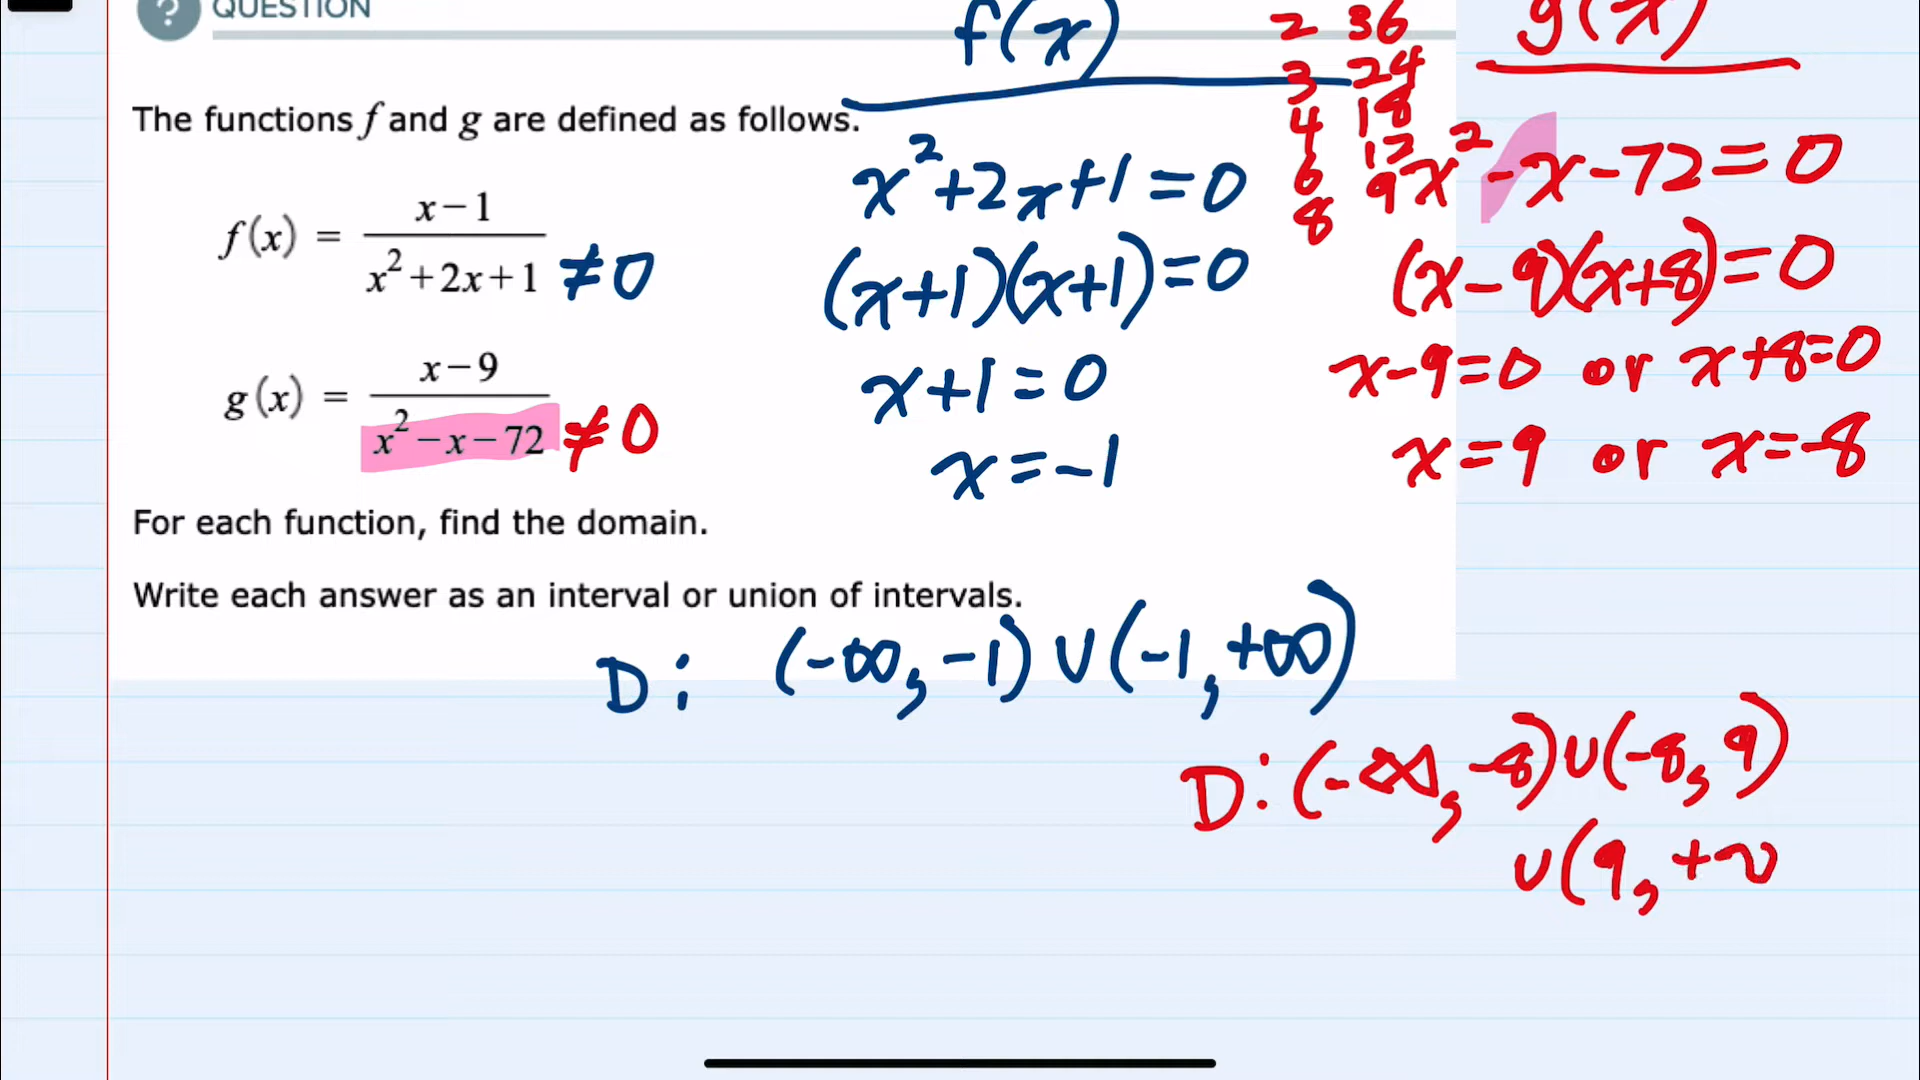 QUESTION
The functions f and g are defined as follows.
f(x) = (x−1)/(x²+2x+1) ≠0
g(x) = (x−9)/(x²−x−72) ≠0
For each function, find the domain.
Write each answer as an interval or union of intervals.
f(x)
x²+2x+1=0
(x+1)(x+1)=0
x+1=0
x=-1
D: (-∞, -1) ∪ (-1, +∞)
2 36
3 24
4 18
6 12
8 9
g(x)
x²-x-72=0
(x-9)(x+8)=0
x-9=0 or x+8=0
x=9 or x=-8
D: (-∞, -8) ∪ (-8, 9)
∪ (9, +